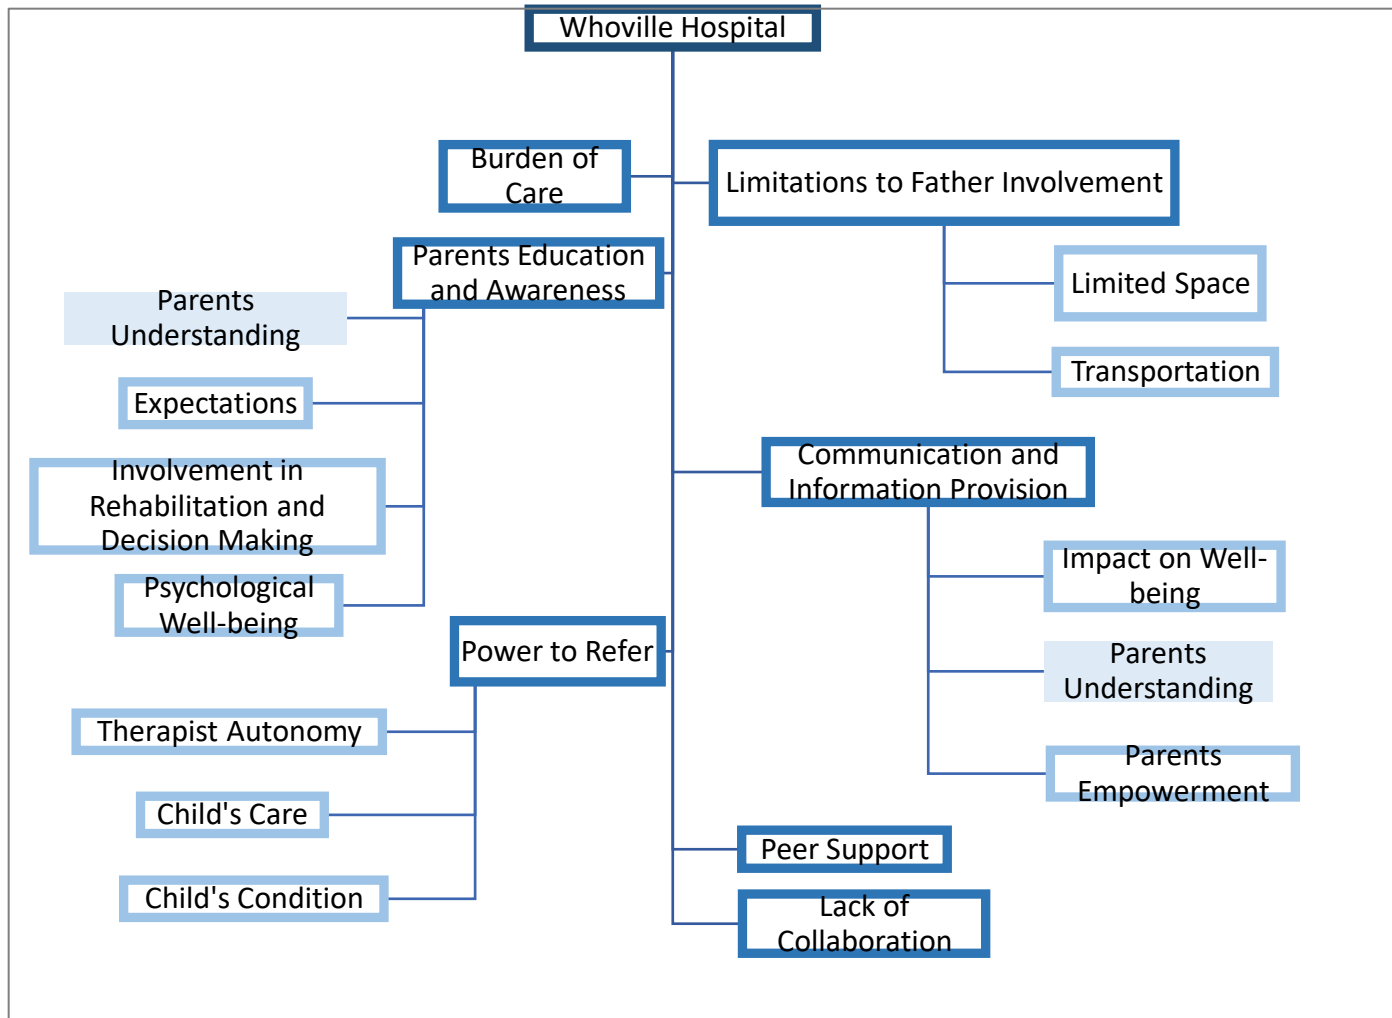 Whoville Hospital
Burden of
Care
Limitations to Father Involvement
Parents Education
and Awareness
Limited Space
Parents
Understanding
Transportation
Expectations
Communication and
Information Provision
Involvement in
Rehabilitation and
Decision Making
Impact on Well-
being
Psychological
Well-being
Power to Refer
Parents
Understanding
Therapist Autonomy
Parents
Empowerment
Child's Care
Peer Support
Child's Condition
Lack of
Collaboration